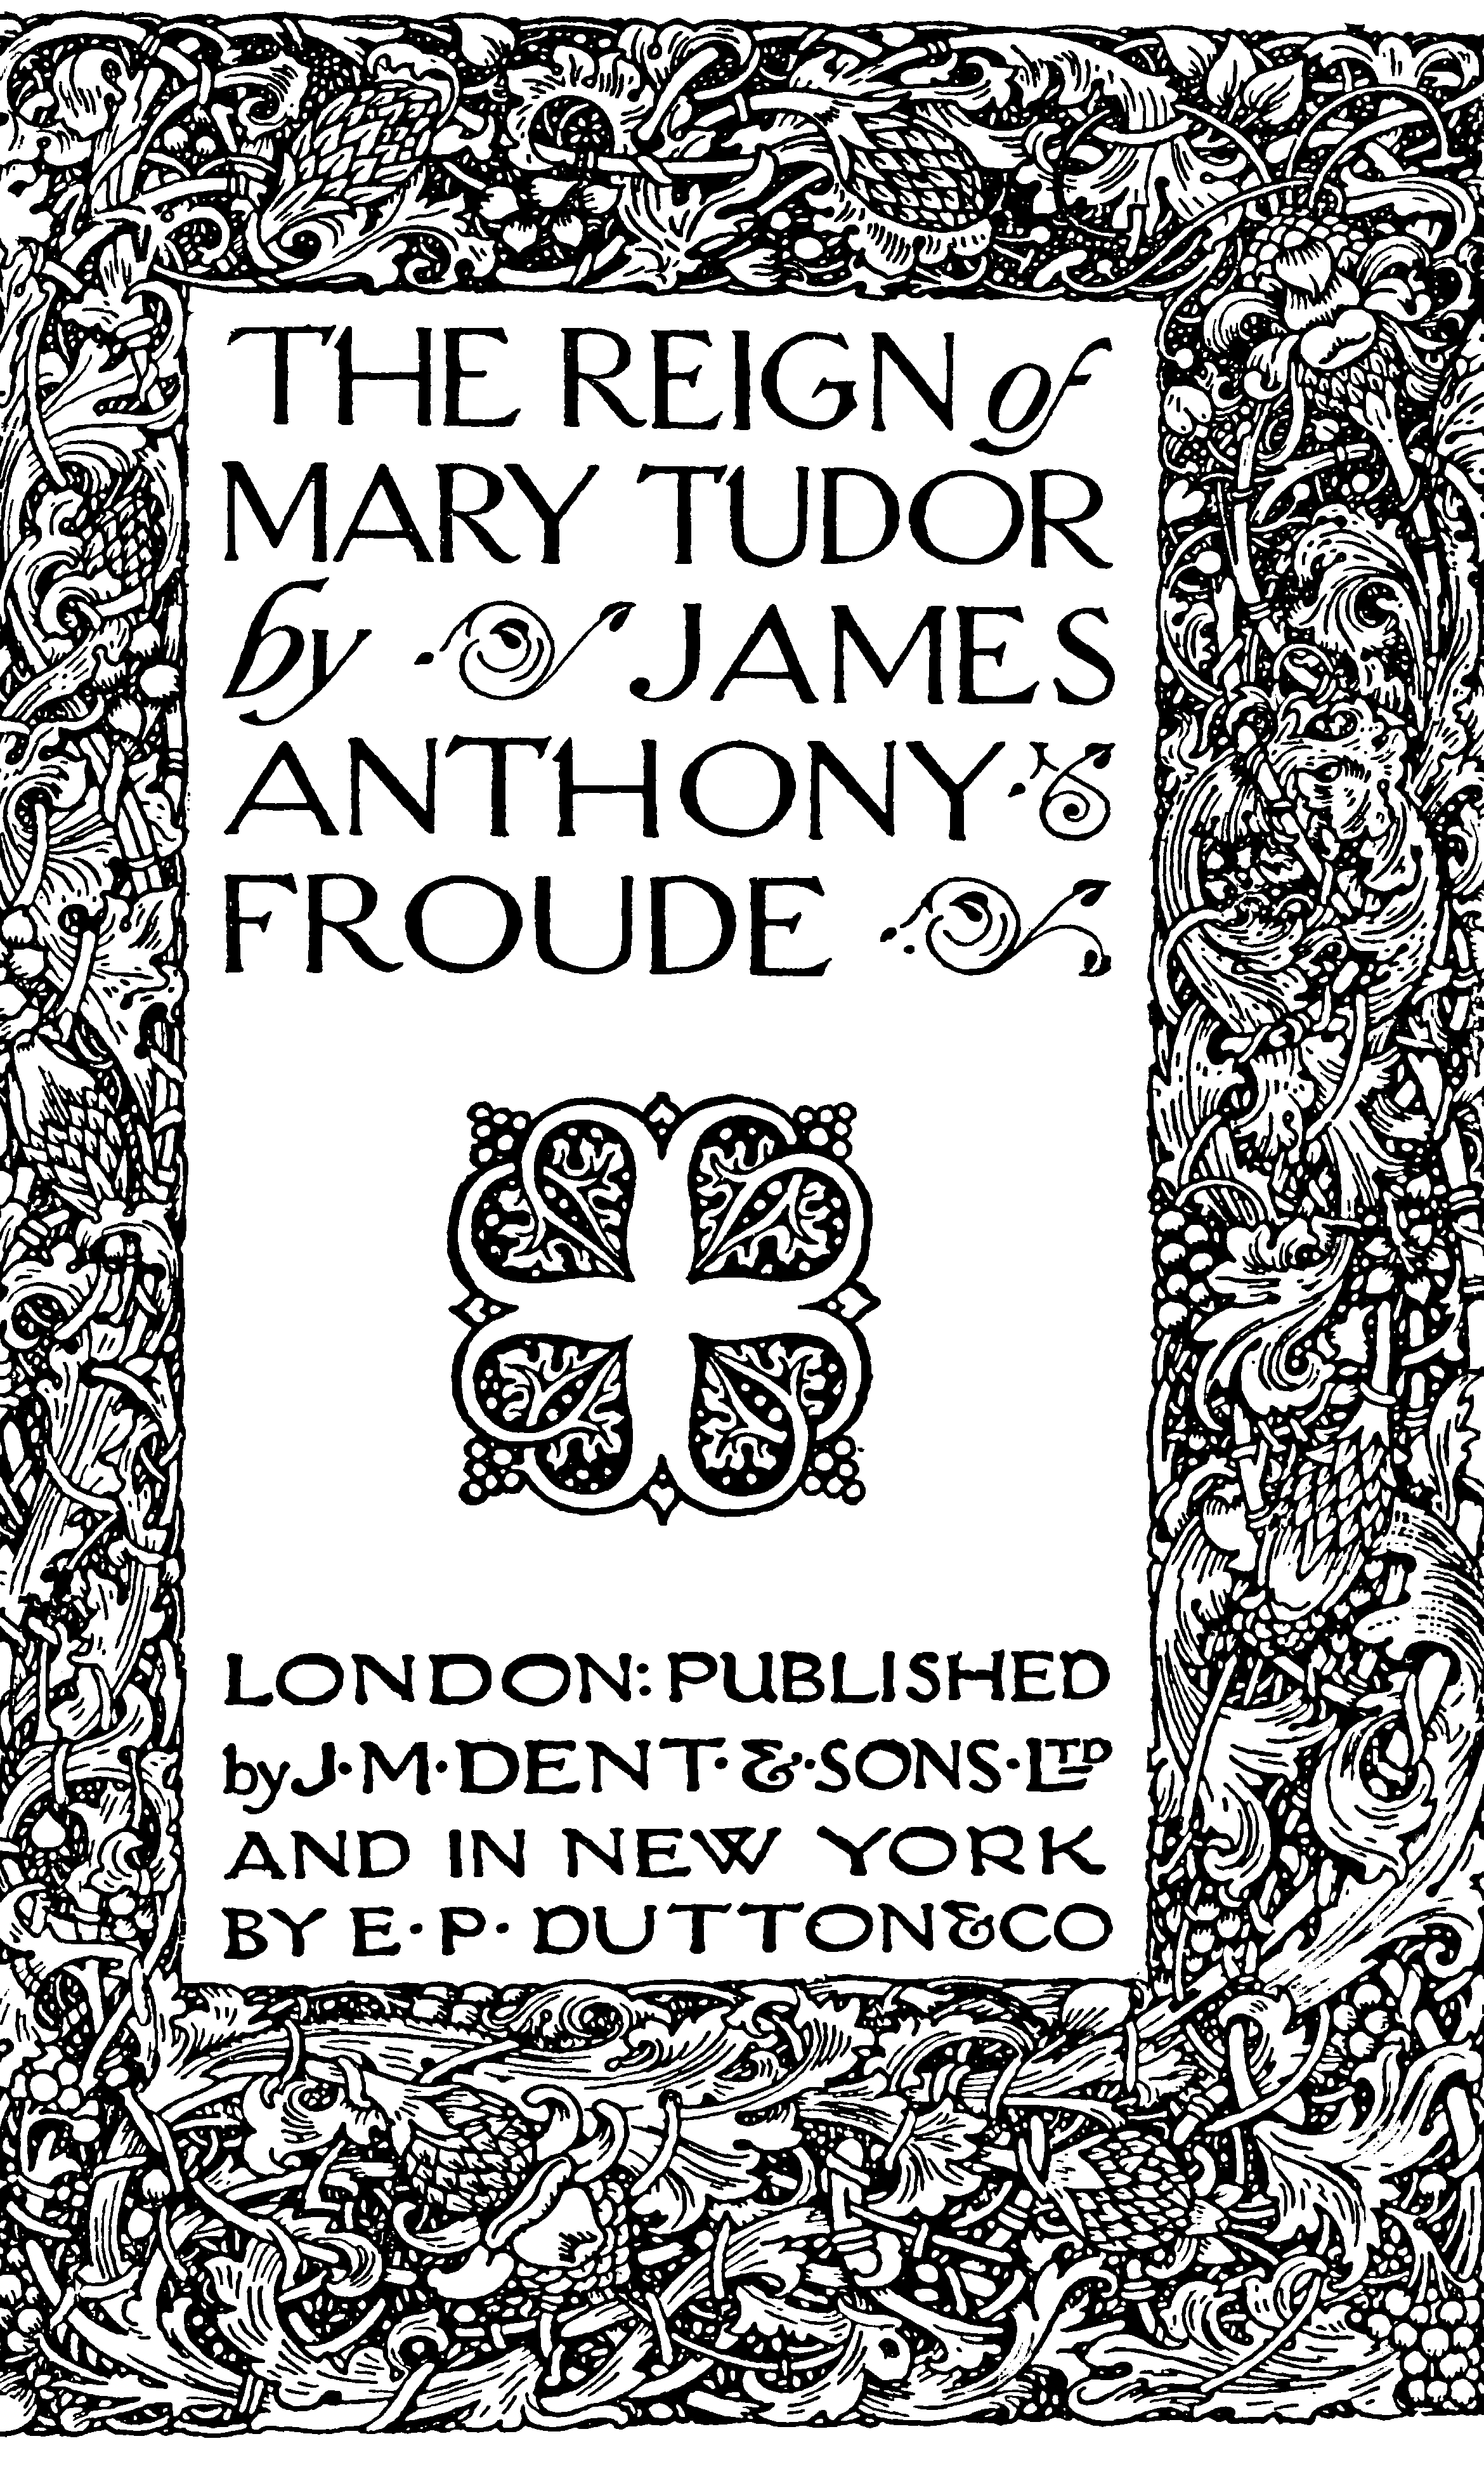 THE REIGN of
MARY TUDOR
by JAMES
ANTHONY
FROUDE
LONDON: PUBLISHED
by J·M·DENT·&·SONS·LTD
AND IN NEW YORK
BY E·P·DUTTON & CO